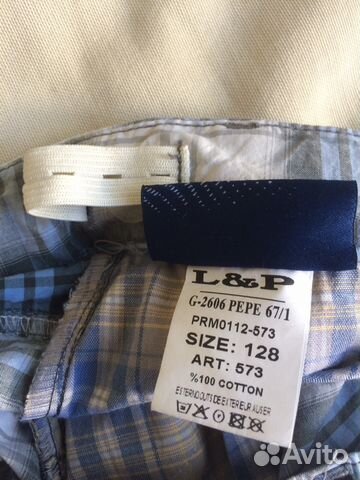 L&P
G-2606 PEPE 67/1
PRM0112-573
SIZE: 128
ART: 573
%100 COTTON
Avito